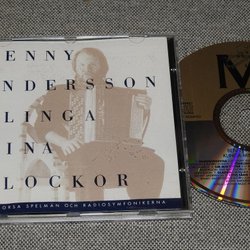 ENNY
NDERSSON
LINGA
INA
LOCKOR
ORSA SPELMÄN OCH RADIOSYMFONIKERNA